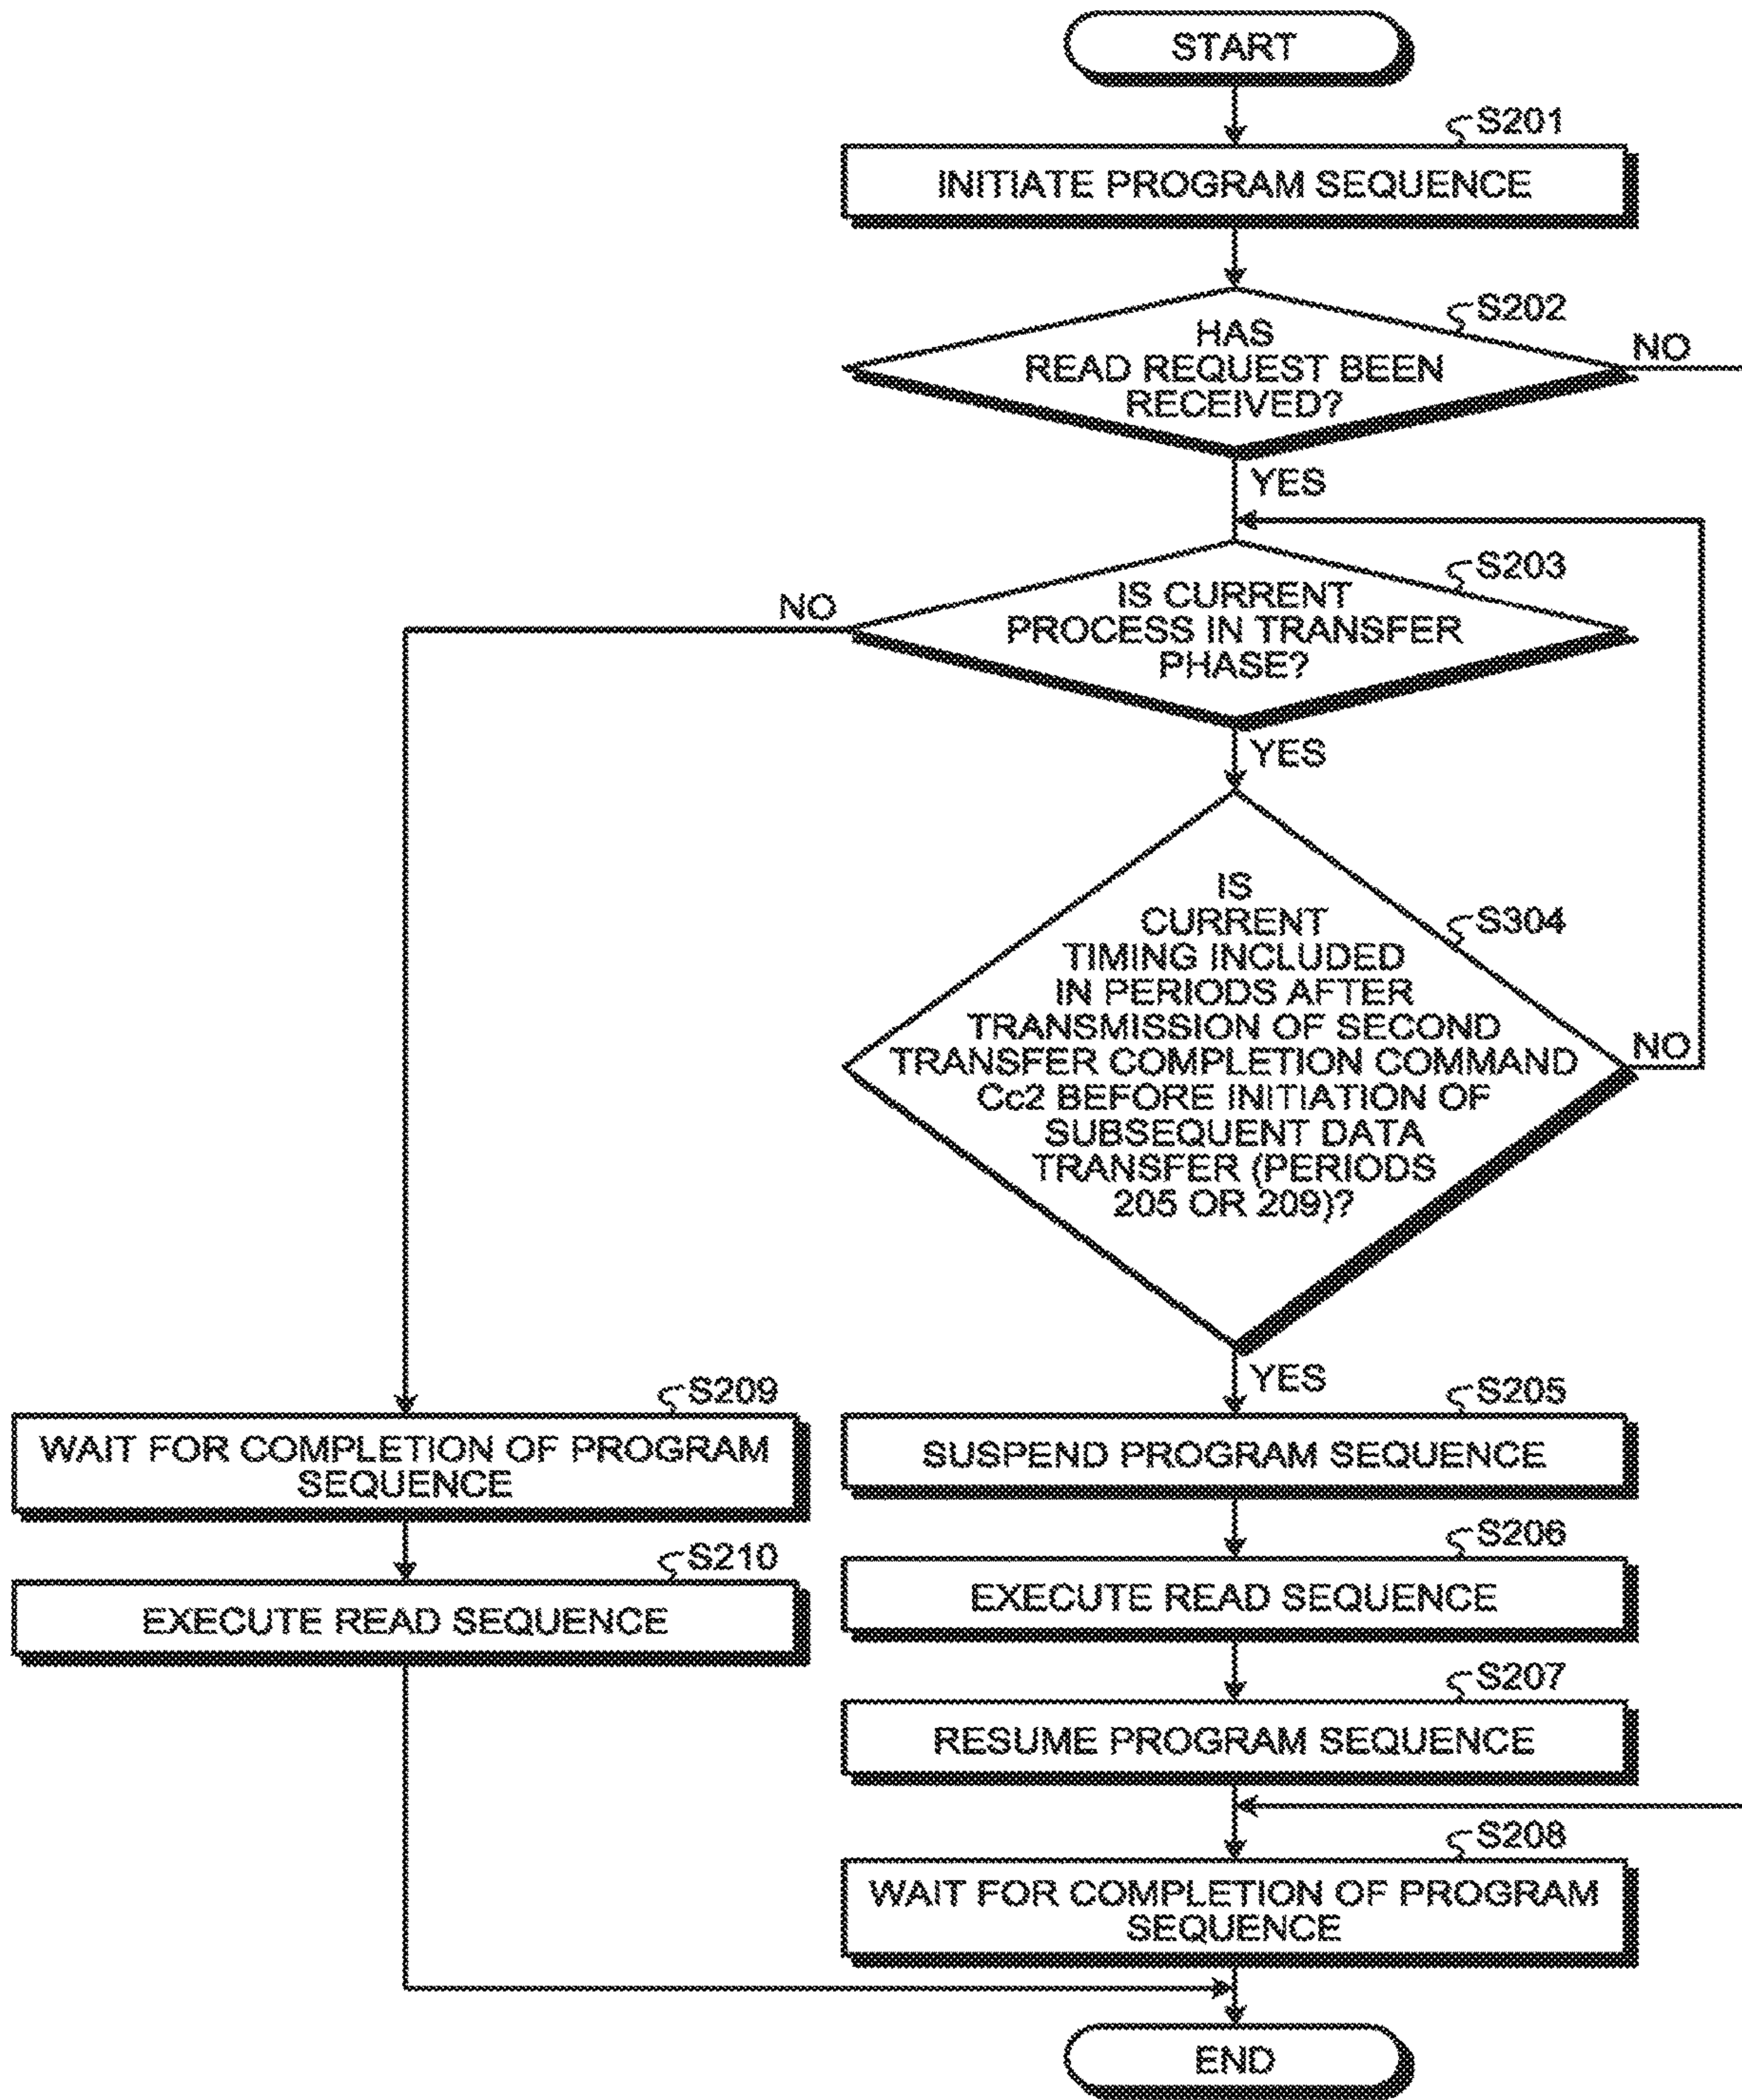 START
S201
INITIATE PROGRAM SEQUENCE
S202
HAS
READ REQUEST BEEN
RECEIVED?
NO
YES
S203
IS CURRENT
PROCESS IN TRANSFER
PHASE?
NO
YES
S304
IS
CURRENT
TIMING INCLUDED
IN PERIODS AFTER
TRANSMISSION OF SECOND
TRANSFER COMPLETION COMMAND
Cc2 BEFORE INITIATION OF
SUBSEQUENT DATA
TRANSFER (PERIODS
205 OR 209)?
NO
YES
S209
WAIT FOR COMPLETION OF PROGRAM
SEQUENCE
S210
EXECUTE READ SEQUENCE
S205
SUSPEND PROGRAM SEQUENCE
S206
EXECUTE READ SEQUENCE
S207
RESUME PROGRAM SEQUENCE
S208
WAIT FOR COMPLETION OF PROGRAM
SEQUENCE
END